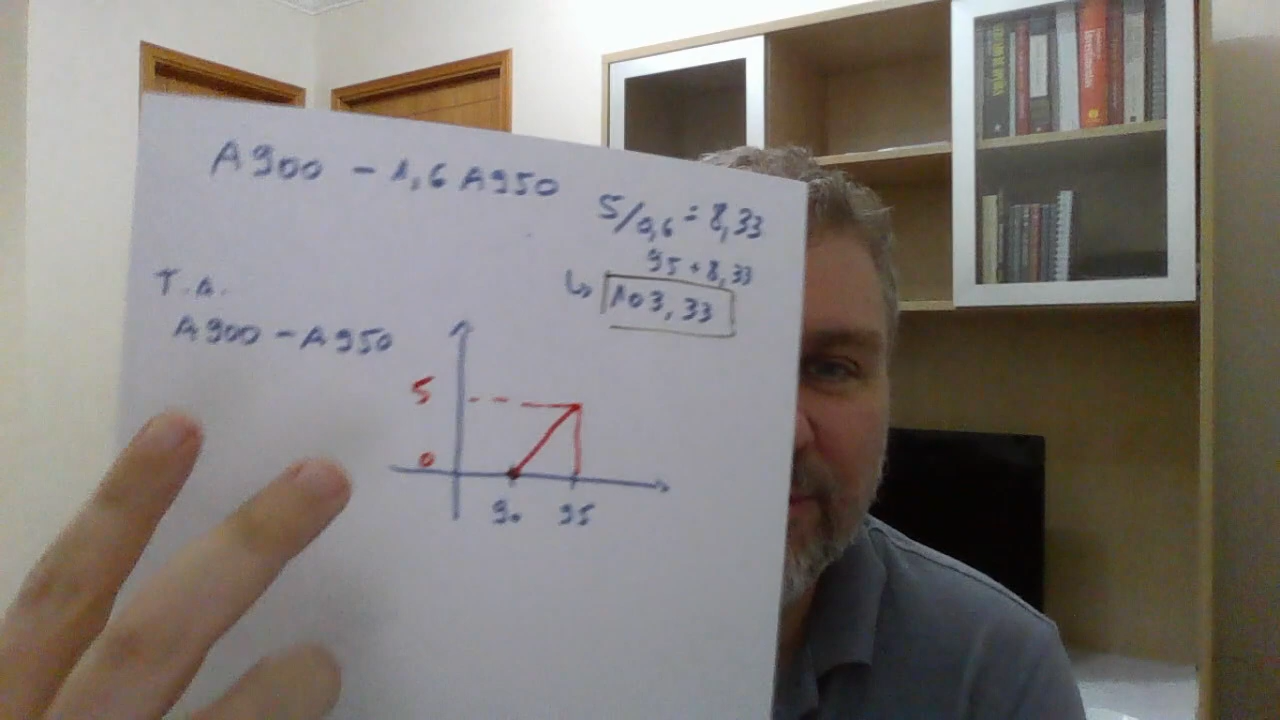 A900 - 1,6 A950
5/0,6 = 8,33
95 + 8,33
↳ 103,33
T.A.
A900 - A950
5
0
90 95